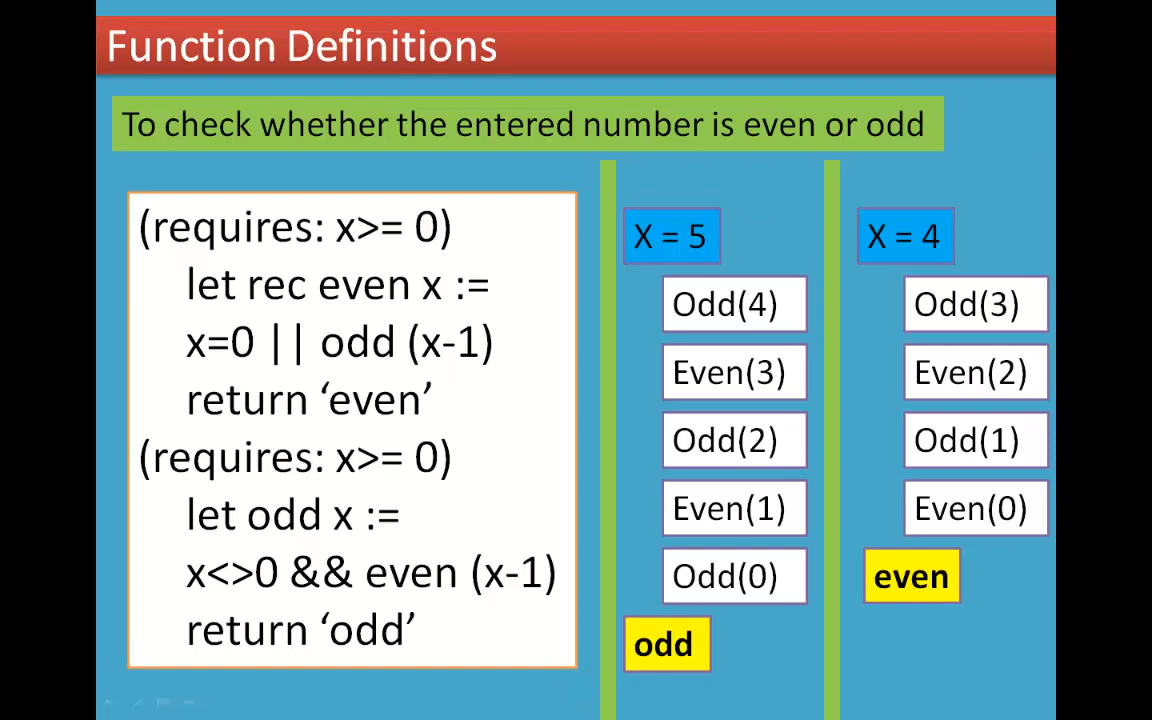 Function Definitions
To check whether the entered number is even or odd
(requires: x>= 0)
let rec even x :=
x=0 || odd (x-1)
return ‘even’
(requires: x>= 0)
let odd x :=
x<>0 && even (x-1)
return ‘odd’
X = 5
Odd(4)
Even(3)
Odd(2)
Even(1)
Odd(0)
odd
X = 4
Odd(3)
Even(2)
Odd(1)
Even(0)
even